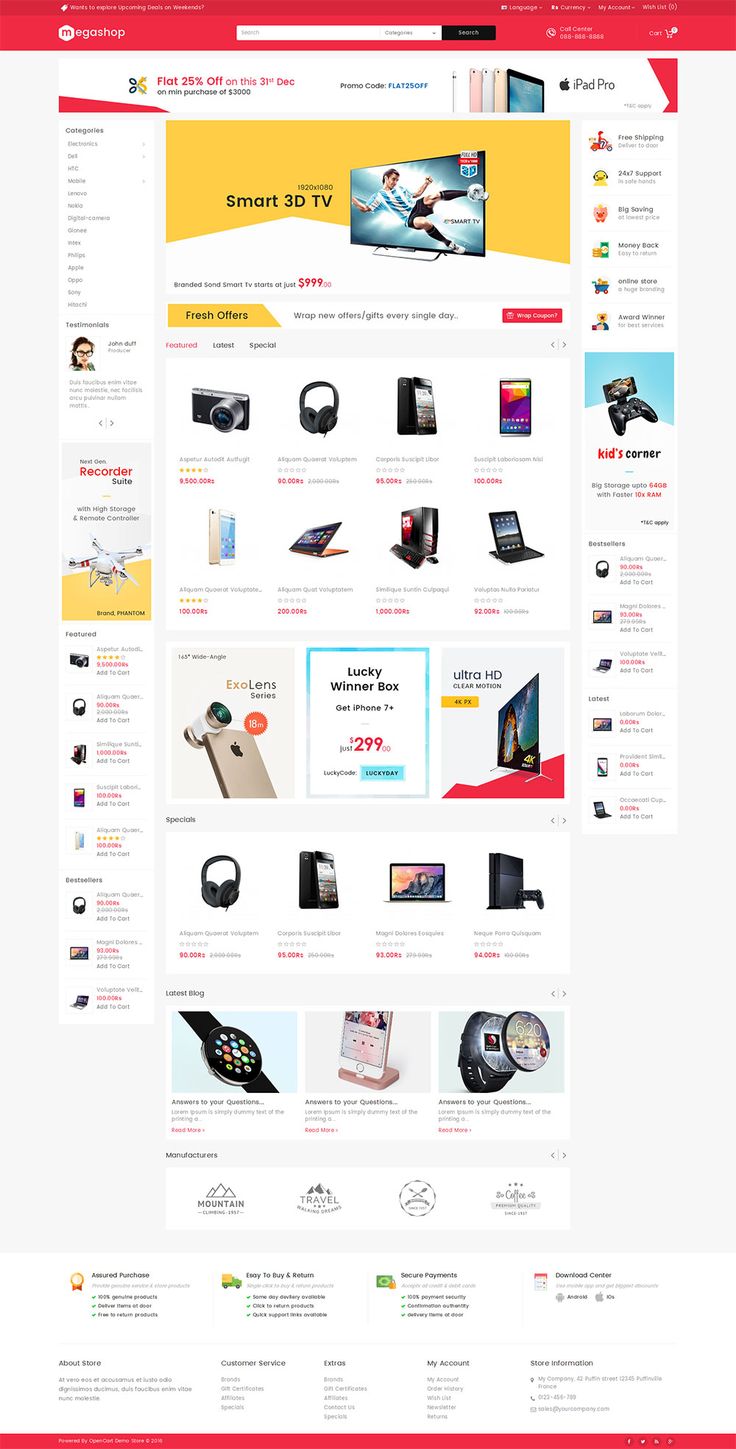 Wants to explore Upcoming Deals on Weekends?
Language
Currency
My Account
Wish List (0)
megashop
Search
Categories
Search
Call Center
088-888-8888
Cart
0
Flat 25% Off on this 31st Dec
on min purchase of $3000
Promo Code: FLAT25OFF
iPad Pro
*T&C apply
Categories
Electronics
Dell
HTC
Mobile
Lenovo
Nokia
Digital-camera
Gionee
Intex
Philips
Apple
Oppo
Sony
Hitachi
1920x1080
Smart 3D TV
FULL HD
3D
SMART TV
Branded Sond Smart Tv starts at just $999.00
Free Shipping
Deliver to door
24x7 Support
In safe hands
Big Saving
at lowest price
Money Back
Easy to return
online store
a huge branding
Award Winner
for best services
Fresh Offers
Wrap new offers/gifts every single day..
Wrap Coupon?
Testimonials
John duff
Producer
Duis faucibus enim vitae
nunc molestie, nec facilisis
arcu pulvinar nullam
mattis..
Featured
Latest
Special
Aspetur Autodit Autfugit
9,500.00Rs
Aliquam Quaerat Voluptem
90.00Rs 2,000.00Rs
Corporis Suscipit Libor
95.00Rs 250.00Rs
Suscipit Laboriosam Nisi
100.00Rs
Aliquam Quaerat Voluptate..
100.00Rs
Aliquam Quat Voluptatem
200.00Rs
Similique Suntin Culpaqui
1,000.00Rs
Voluptas Nulla Pariatur
92.00Rs 100.00Rs
kid's corner
Big Storage upto 64GB
with Faster 10x RAM
*T&C apply
Next Gen.
Recorder
Suite
with High Storage
& Remote Controller
Brand, PHANTOM
Bestsellers
Aliquam Quaer...
90.00Rs
2,000.00Rs
Add To Cart
Magni Dolores ...
93.00Rs
279.99Rs
Add To Cart
Voluptate Velit...
100.00Rs
Add To Cart
Latest
Laborum Dolor...
0.00Rs
Add To Cart
Provident Simil...
0.00Rs
Add To Cart
Occaecati Cup...
0.00Rs
Add To Cart
Featured
Aspetur Autodi...
9,500.00Rs
Add To Cart
Aliquam Quaer...
90.00Rs
2,000.00Rs
Add To Cart
Similique Sunti...
1,000.00Rs
Add To Cart
Suscipit Labori...
100.00Rs
Add To Cart
Aliquam Quaer...
100.00Rs
Add To Cart
165° Wide-Angle
ExoLens
Series
18m
Lucky
Winner Box
Get iPhone 7+
just $299.00
LuckyCode: LUCKYDAY
ultra HD
CLEAR MOTION
4K PX
4K
Specials
Aliquam Quaerat Voluptem
90.00Rs 2,000.00Rs
Corporis Suscipit Libor
95.00Rs 250.00Rs
Magni Dolores Eosquies
93.00Rs 279.99Rs
Neque Porro Quisquam
94.00Rs 100.00Rs
Bestsellers
Aliquam Quaer...
90.00Rs
2,000.00Rs
Add To Cart
Magni Dolores ...
93.00Rs
279.99Rs
Add To Cart
Voluptate Velit...
100.00Rs
Add To Cart
Latest Blog
6:20
Answers to your Questions...
Lorem Ipsum is simply dummy text of the
printing a...
Read More >
Answers to your Questions...
Lorem Ipsum is simply dummy text of the
printing a...
Read More >
Answers to your Questions...
Lorem Ipsum is simply dummy text of the
printing a...
Read More >
Manufacturers
MOUNTAIN
CLIMBING-1957
TRAVEL
WALKING DREAMS
SINCE 1957
Coffee
PREMIUM QUALITY
SINCE-1937
Assured Purchase
Provide genuine service & store products
100% genuine products
Deliver items at door
Free to return products
Esay To Buy & Return
Single click to buy & return products
Same day devilery available
Click to return products
Quick support links available
Secure Payments
Accepts all credit & debit cards
100% payment security
Confirmation authentity
delivery items at door
Download Center
Use mobile app and get biggest discounts
Android
iOs
About Store
At vero eos et accusamus et iusto odio
dignissimos ducimus, duis faucibus enim vitae
nunc molestie.
Customer Service
Brands
Gift Certificates
Affiliates
Specials
Extras
Brands
Gift Certificates
Affiliates
Contact Us
Specials
My Account
My Account
Order History
Wish List
Newsletter
Returns
Store Information
My Company, 42 Puffin street 12345 Puffinville
France
0123-456-789
sales@yourcompany.com
Powered By OpenCart Demo Store © 2016